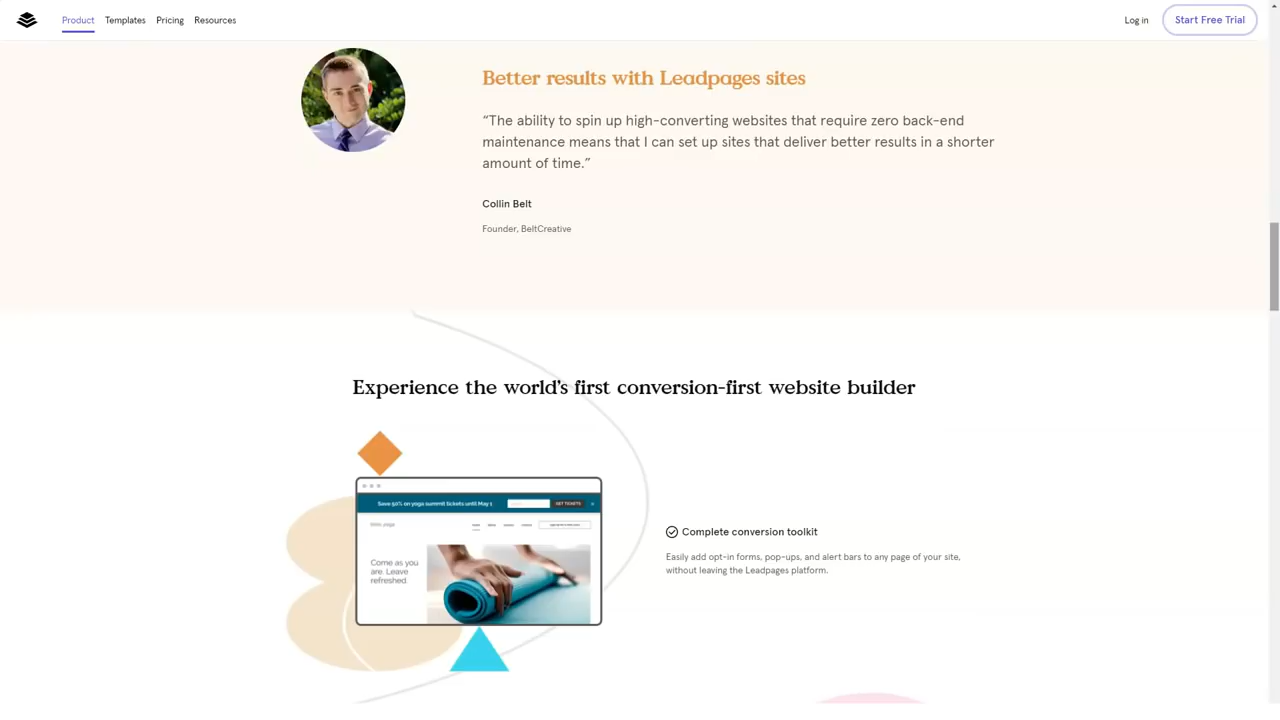 Product
Templates
Pricing
Resources
Log in
Start Free Trial
Better results with Leadpages sites
“The ability to spin up high-converting websites that require zero back-end
maintenance means that I can set up sites that deliver better results in a shorter
amount of time.”
Collin Belt
Founder, BeltCreative
Experience the world’s first conversion-first website builder
Save 50% on yoga summit tickets until May 1
GET TICKETS
Come as you
are. Leave
refreshed.
Complete conversion toolkit
Easily add opt-in forms, pop-ups, and alert bars to any page of your site,
without leaving the Leadpages platform.